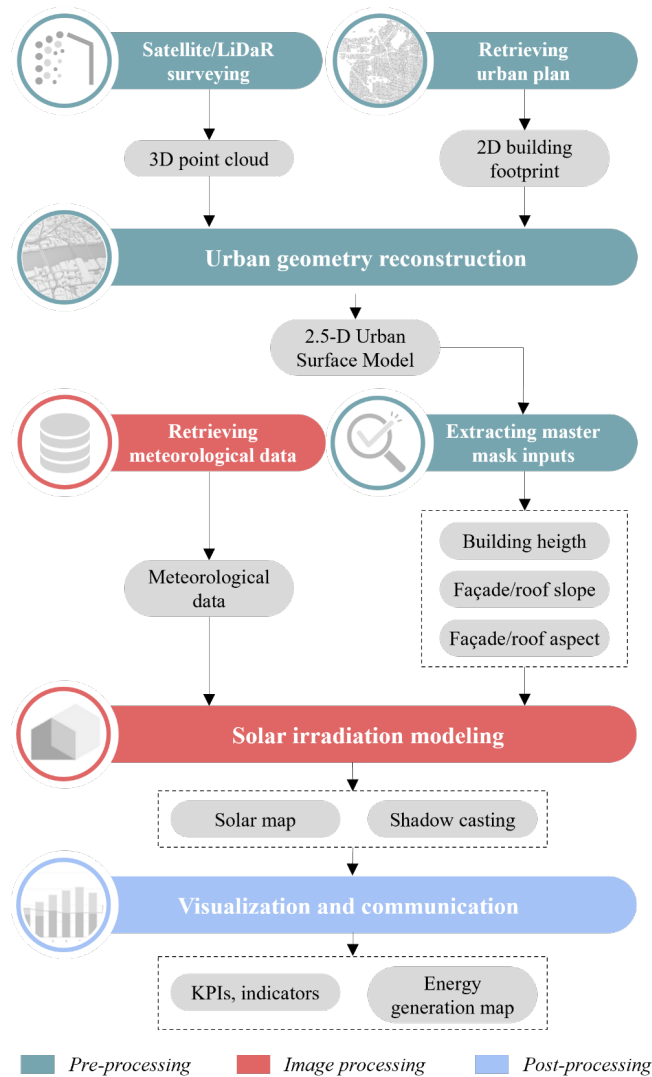 Satellite/LiDaR
surveying
Retrieving
urban plan
3D point cloud
2D building
footprint
Urban geometry reconstruction
2.5-D Urban
Surface Model
Retrieving
meteorological data
Extracting master
mask inputs
Meteorological
data
Building heigth
Façade/roof slope
Façade/roof aspect
Solar irradiation modeling
Solar map
Shadow casting
Visualization and communication
KPIs, indicators
Energy
generation map
Pre-processing
Image processing
Post-processing